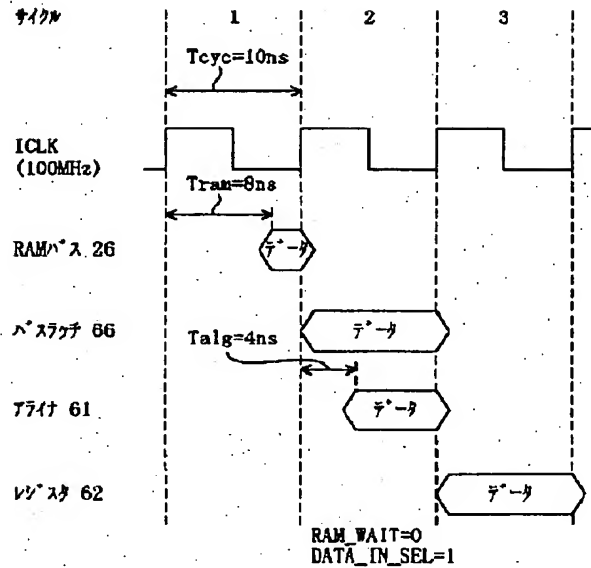 サイクル 1 2 3
Tcyc=10ns
ICLK
(100MHz)
Tram=8ns
RAMバス 26 データ
バスラッチ 66 データ
Talg=4ns
アライナ 61 データ
レジスタ 62 データ
RAM_WAIT=0
DATA_IN_SEL=1